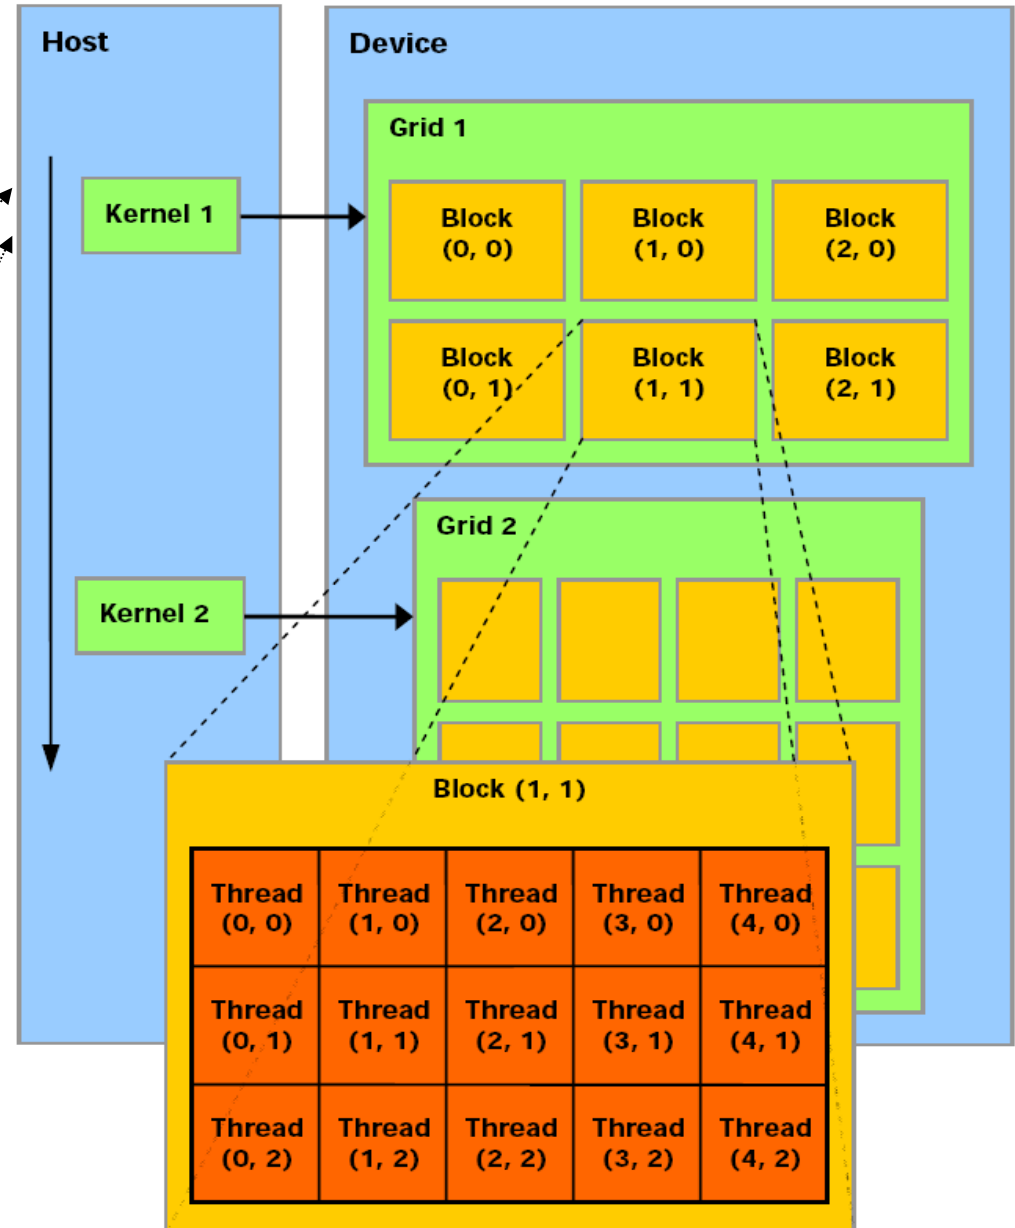 Host
Device
Grid 1
Kernel 1
Block
(0, 0)
Block
(1, 0)
Block
(2, 0)
Block
(0, 1)
Block
(1, 1)
Block
(2, 1)
Grid 2
Kernel 2
Block (1, 1)
Thread
(0, 0)
Thread
(1, 0)
Thread
(2, 0)
Thread
(3, 0)
Thread
(4, 0)
Thread
(0, 1)
Thread
(1, 1)
Thread
(2, 1)
Thread
(3, 1)
Thread
(4, 1)
Thread
(0, 2)
Thread
(1, 2)
Thread
(2, 2)
Thread
(3, 2)
Thread
(4, 2)